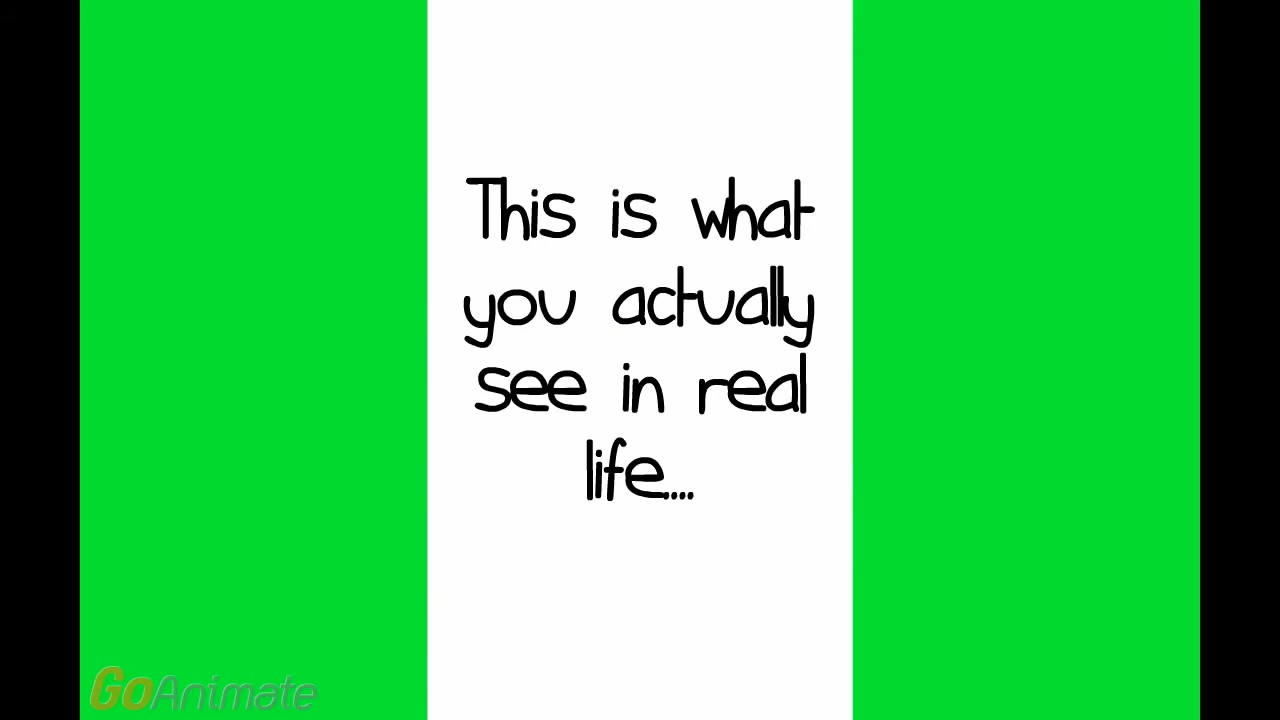 This is what
you actually
see in real
life....
GoAnimate